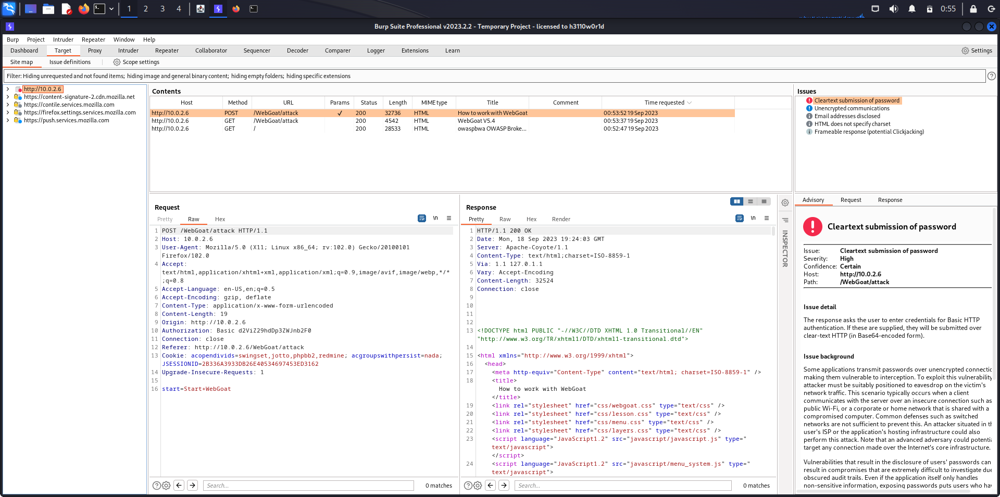 1 2 3 4 0:55
Burp Suite Professional v2023.2.2 - Temporary Project - licensed to h3110w0r1d
Burp Project Intruder Repeater Window Help
Dashboard Target Proxy Intruder Repeater Collaborator Sequencer Decoder Comparer Logger Extensions Learn Settings
Site map Issue definitions Scope settings
Filter: Hiding unrequested and not found items; hiding image and general binary content; hiding empty folders; hiding specific extensions
http://10.0.2.6
https://content-signature-2.cdn.mozilla.net
https://contile.services.mozilla.com
https://firefox.settings.services.mozilla.com
https://push.services.mozilla.com
Contents
Host Method URL Params Status Length MIME type Title Comment Time requested
http://10.0.2.6 POST /WebGoat/attack ✓ 200 32736 HTML How to work with WebGoat 00:53:52 19 Sep 2023
http://10.0.2.6 GET /WebGoat/attack 200 4542 HTML WebGoat V5.4 00:53:37 19 Sep 2023
http://10.0.2.6 GET / 200 28533 HTML owaspbwa OWASP Broke... 00:52:47 19 Sep 2023
Issues
Cleartext submission of password
Unencrypted communications
Email addresses disclosed
HTML does not specify charset
Frameable response (potential Clickjacking)
Request
Pretty Raw Hex \n
1 POST /WebGoat/attack HTTP/1.1
2 Host: 10.0.2.6
3 User-Agent: Mozilla/5.0 (X11; Linux x86_64; rv:102.0) Gecko/20100101
Firefox/102.0
4 Accept:
text/html,application/xhtml+xml,application/xml;q=0.9,image/avif,image/webp,*/*
;q=0.8
5 Accept-Language: en-US,en;q=0.5
6 Accept-Encoding: gzip, deflate
7 Content-Type: application/x-www-form-urlencoded
8 Content-Length: 19
9 Origin: http://10.0.2.6
10 Authorization: Basic d2ViZ29hdDp3ZWJnb2F0
11 Connection: close
12 Referer: http://10.0.2.6/WebGoat/attack
13 Cookie: acopendivids=swingset,jotto,phpbb2,redmine; acgroupswithpersist=nada;
JSESSIONID=2B336A3933DB26E40534697453ED3162
14 Upgrade-Insecure-Requests: 1
15
16 start=Start+WebGoat
Search... 0 matches
Response
Pretty Raw Hex Render \n
1 HTTP/1.1 200 OK
2 Date: Mon, 18 Sep 2023 19:24:03 GMT
3 Server: Apache-Coyote/1.1
4 Content-Type: text/html;charset=ISO-8859-1
5 Via: 1.1 127.0.1.1
6 Vary: Accept-Encoding
7 Content-Length: 32524
8 Connection: close
9
10
11
12
13 <!DOCTYPE html PUBLIC "-//W3C//DTD XHTML 1.0 Transitional//EN"
"http://www.w3.org/TR/xhtml1/DTD/xhtml1-transitional.dtd">
14
15 <html xmlns="http://www.w3.org/1999/xhtml">
16 <head>
17 <meta http-equiv="Content-Type" content="text/html; charset=ISO-8859-1" />
18 <title>
How to work with WebGoat
</title>
19 <link rel="stylesheet" href="css/webgoat.css" type="text/css" />
20 <link rel="stylesheet" href="css/lesson.css" type="text/css" />
21 <link rel="stylesheet" href="css/menu.css" type="text/css" />
22 <link rel="stylesheet" href="css/layers.css" type="text/css" />
23 <script language="JavaScript1.2" src="javascript/javascript.js" type="
text/javascript">
</script>
24 <script language="JavaScript1.2" src="javascript/menu_system.js" type="
text/javascript">
Search... 0 matches
INSPECTOR
Advisory Request Response
Cleartext submission of password
Issue: Cleartext submission of password
Severity: High
Confidence: Certain
Host: http://10.0.2.6
Path: /WebGoat/attack
Issue detail
The response asks the user to enter credentials for Basic HTTP
authentication. If these are supplied, they will be submitted over
clear-text HTTP (in Base64-encoded form).
Issue background
Some applications transmit passwords over unencrypted connectic
making them vulnerable to interception. To exploit this vulnerability
attacker must be suitably positioned to eavesdrop on the victim's
network traffic. This scenario typically occurs when a client
communicates with the server over an insecure connection such as
public Wi-Fi, or a corporate or home network that is shared with a
compromised computer. Common defenses such as switched
networks are not sufficient to prevent this. An attacker situated in th
user's ISP or the application's hosting infrastructure could also
perform this attack. Note that an advanced adversary could potentia
target any connection made over the Internet's core infrastructure.
Vulnerabilities that result in the disclosure of users' passwords can
result in compromises that are extremely difficult to investigate due
obscured audit trails. Even if the application itself only handles
non-sensitive information, exposing passwords puts users who hav